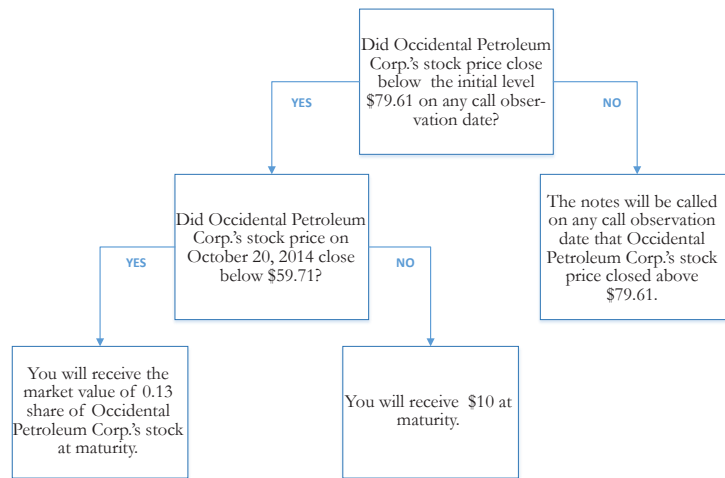 Did Occidental Petroleum
Corp.'s stock price close
below the initial level
$79.61 on any call obser-
vation date?
YES
NO
Did Occidental Petroleum
Corp.'s stock price on
October 20, 2014 close
below $59.71?
The notes will be called
on any call observation
date that Occidental
Petroleum Corp.'s stock
price closed above
$79.61.
YES
NO
You will receive the
market value of 0.13
share of Occidental
Petroleum Corp.'s stock
at maturity.
You will receive $10 at
maturity.